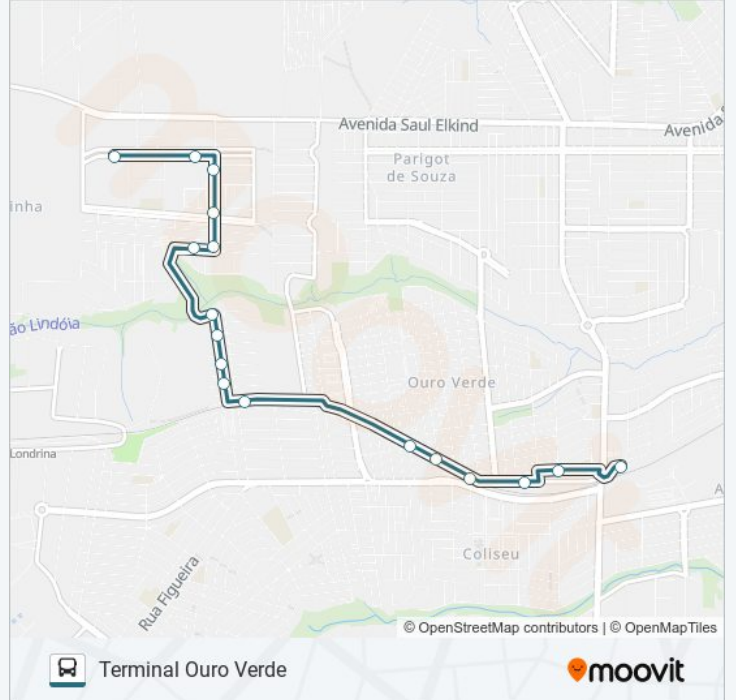 Avenida Saul Elkind
Avenida S
Parigot
de Souza
inha
ão Lindóia
Ouro Verde
Londrina
A
Coliseu
Rua Figueira
© OpenStreetMap contributors | © OpenMapTiles
Terminal Ouro Verde
moovit